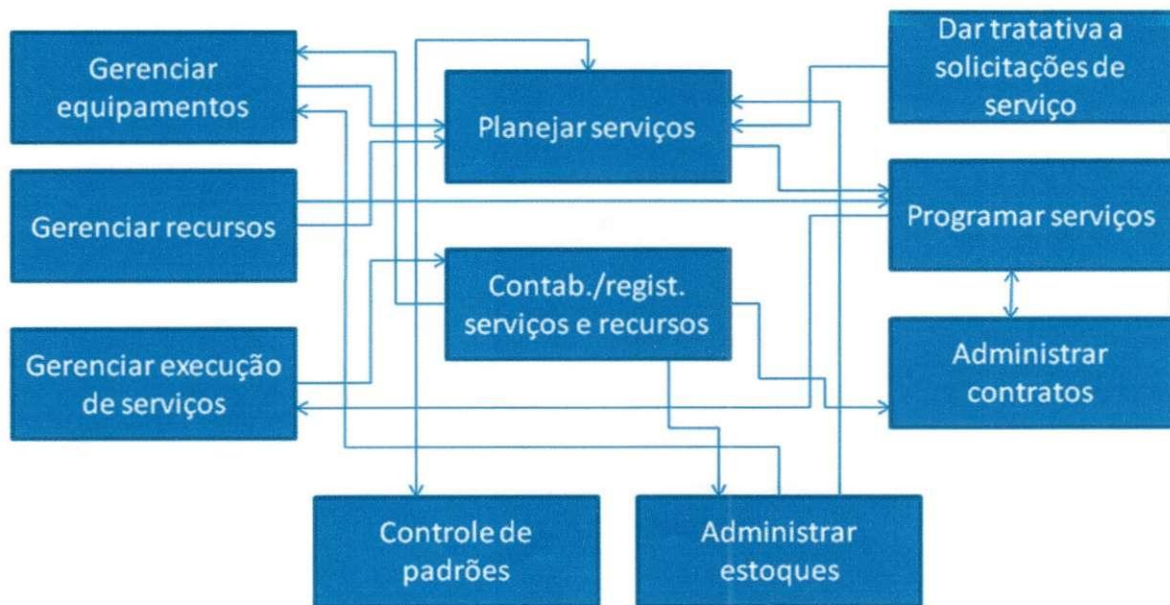 Gerenciar
equipamentos
Planejar serviços
Dar tratativa a
solicitações de
serviço
Gerenciar recursos
Programar serviços
Contab./regist.
serviços e recursos
Gerenciar execução
de serviços
Administrar
contratos
Controle de
padrões
Administrar
estoques